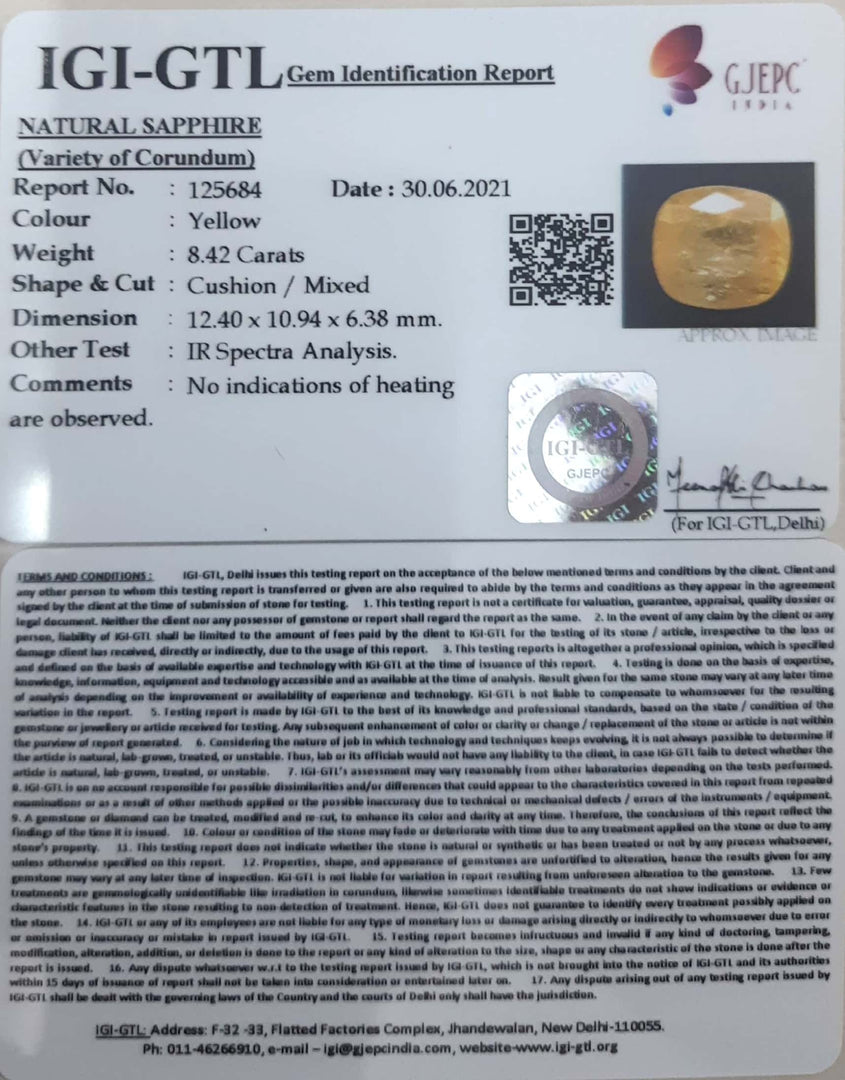 IGI-GTL Gem Identification Report
GJEPC
INDIA
NATURAL SAPPHIRE
(Variety of Corundum)
Report No. : 125684 Date : 30.06.2021
Colour : Yellow
Weight : 8.42 Carats
Shape & Cut : Cushion / Mixed
Dimension : 12.40 x 10.94 x 6.38 mm.
Other Test : IR Spectra Analysis.
Comments : No indications of heating
are observed.
APPROX IMAGE
IGI-GTL
GJEPC
(For IGI-GTL,Delhi)
TERMS AND CONDITIONS : IGI-GTL, Delhi issues this testing report on the acceptance of the below mentioned terms and conditions by the client. Client and
any other person to whom this testing report is transferred or given are also required to abide by the terms and conditions as they appear in the agreement
signed by the client at the time of submission of stone for testing. 1. This testing report is not a certificate for valuation, guarantee, appraisal, quality dossier or
legal document. Neither the client nor any possessor of gemstone or report shall regard the report as the same. 2. In the event of any claim by the client or any
person, liability of IGI-GTL shall be limited to the amount of fees paid by the client to IGI-GTL for the testing of its stone / article, irrespective to the loss or
damage client has received, directly or indirectly, due to the usage of this report. 3. This testing reports is altogether a professional opinion, which is specified
and defined on the basis of available expertise and technology with IGI-GTL at the time of issuance of this report. 4. Testing is done on the basis of expertise,
knowledge, information, equipment and technology accessible and as available at the time of analysis. Result given for the same stone may vary at any later time
of analysis depending on the improvement or availability of experience and technology. IGI-GTL is not liable to compensate to whomsoever for the resulting
variation in the report. 5. Testing report is made by IGI-GTL to the best of its knowledge and professional standards, based on the state / condition of the
gemstone or jewellery or article received for testing. Any subsequent enhancement of color or clarity or change / replacement of the stone or article is not within
the purview of report generated. 6. Considering the nature of job in which technology and techniques keeps evolving, it is not always possible to determine if
the article is natural, lab-grown, treated, or unstable. Thus, lab or its officials would not have any liability to the client, in case IGI-GTL fails to detect whether the
article is natural, lab-grown, treated, or unstable. 7. IGI-GTL's assessment may vary reasonably from other laboratories depending on the tests performed.
8. IGI-GTL is on no account responsible for possible dissimilarities and/or differences that could appear to the characteristics covered in this report from repeated
examinations or as a result of other methods applied or the possible inaccuracy due to technical or mechanical defects / errors of the instruments / equipment.
9. A gemstone or diamond can be treated, modified and re-cut, to enhance its color and clarity at any time. Therefore, the conclusions of this report reflect the
findings of the time it is issued. 10. Colour or condition of the stone may fade or deteriorate with time due to any treatment applied on the stone or due to any
stone's property. 11. This testing report does not indicate whether the stone is natural or synthetic or has been treated or not by any process whatsoever,
unless otherwise specified on this report. 12. Properties, shape, and appearance of gemstones are unfortified to alteration, hence the results given for any
gemstone may vary at any later time of inspection. IGI-GTL is not liable for variation in report resulting from unforeseen alteration to the gemstone. 13. Few
treatments are gemmologically unidentifiable like irradiation in corundum, likewise sometimes identifiable treatments do not show indications or evidence or
characteristic features in the stone resulting to non-detection of treatment. Hence, IGI-GTL does not guarantee to identify every treatment possibly applied on
the stone. 14. IGI-GTL or any of its employees are not liable for any type of monetary loss or damage arising directly or indirectly to whomsoever due to error
or omission or inaccuracy or mistake in report issued by IGI-GTL. 15. Testing report becomes infructuous and invalid if any kind of doctoring, tampering,
modification, alteration, addition, or deletion is done to the report or any kind of alteration to the size, shape or any characteristic of the stone is done after the
report is issued. 16. Any dispute whatsoever w.r.t to the testing report issued by IGI-GTL, which is not brought into the notice of IGI-GTL and its authorities
within 15 days of issuance of report shall not be taken into consideration or entertained later on. 17. Any dispute arising out of any testing report issued by
IGI-GTL shall be dealt with the governing laws of the Country and the courts of Delhi only shall have the jurisdiction.
IGI-GTL: Address: F-32 -33, Flatted Factories Complex, Jhandewalan, New Delhi-110055.
Ph: 011-46266910, e-mail – igi@gjepcindia.com, website-www.igi-gtl.org